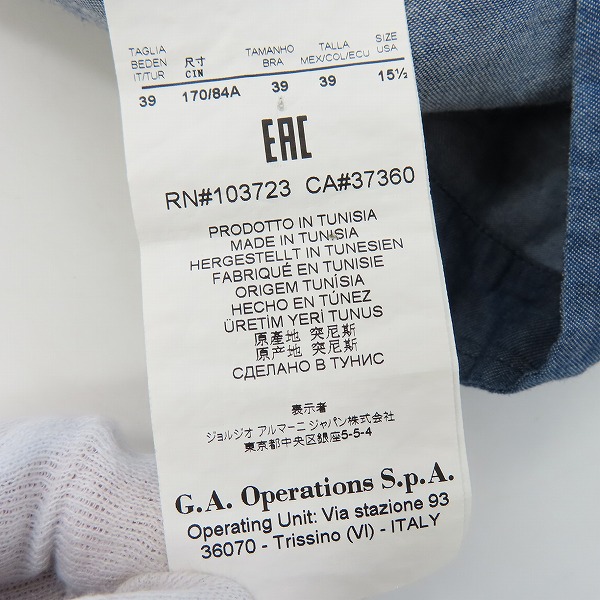 TAGLIA BEDEN IT/TUR 尺寸 CIN TAMANHO BRA TALLA MEX/COL/ECU SIZE USA
39 170/84A 39 39 15½
EAC
RN#103723 CA#37360
PRODOTTO IN TUNISIA
MADE IN TUNISIA
HERGESTELLT IN TUNESIEN
FABRIQUÉ EN TUNISIE
ORIGEM TUNÍSIA
HECHO EN TÚNEZ
ÜRETİM YERİ TUNUS
原產地 突尼斯
原产地 突尼斯
СДЕЛАНО В ТУНИС
表示者
ジョルジオ アルマーニ ジャパン株式会社
東京都中央区銀座5-5-4
G.A. Operations S.p.A.
Operating Unit: Via stazione 93
36070 - Trissino (VI) - ITALY